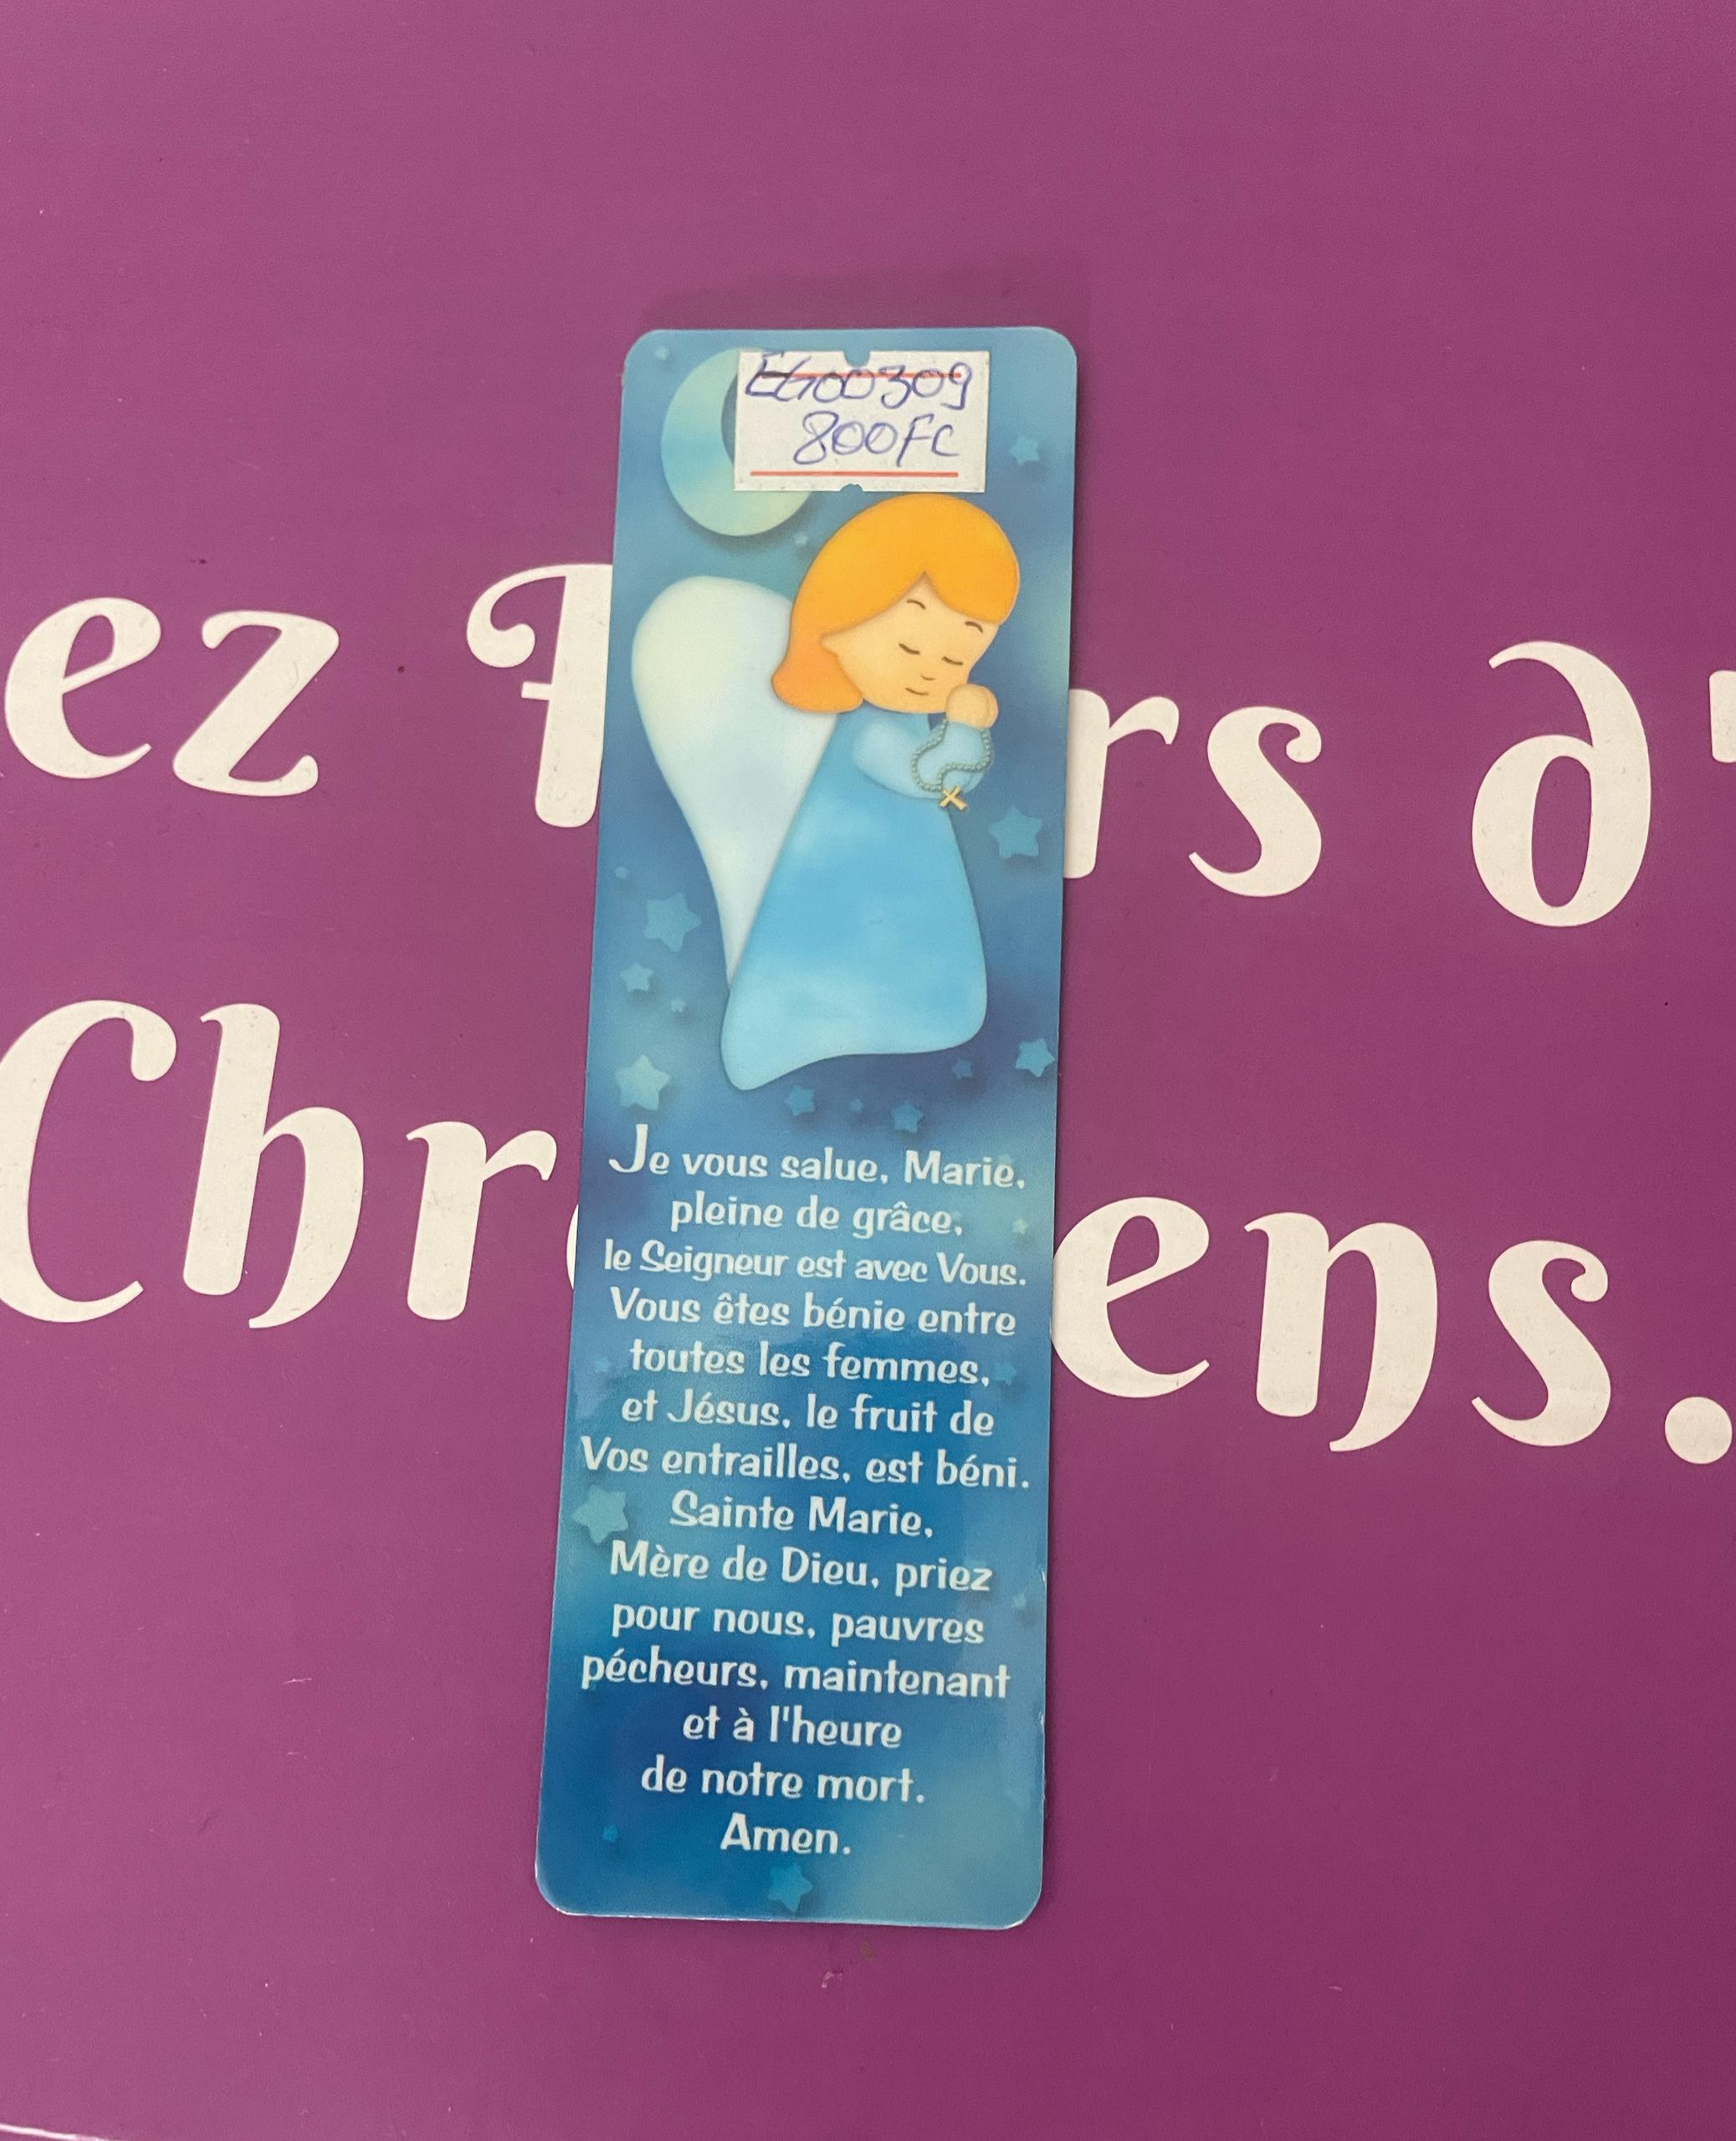 EG00309
800FC
ez rs d'
Chr ens.
Je vous salue, Marie,
pleine de grâce,
le Seigneur est avec Vous.
Vous êtes bénie entre
toutes les femmes,
et Jésus, le fruit de
Vos entrailles, est béni.
Sainte Marie,
Mère de Dieu, priez
pour nous, pauvres
pécheurs, maintenant
et à l'heure
de notre mort.
Amen.